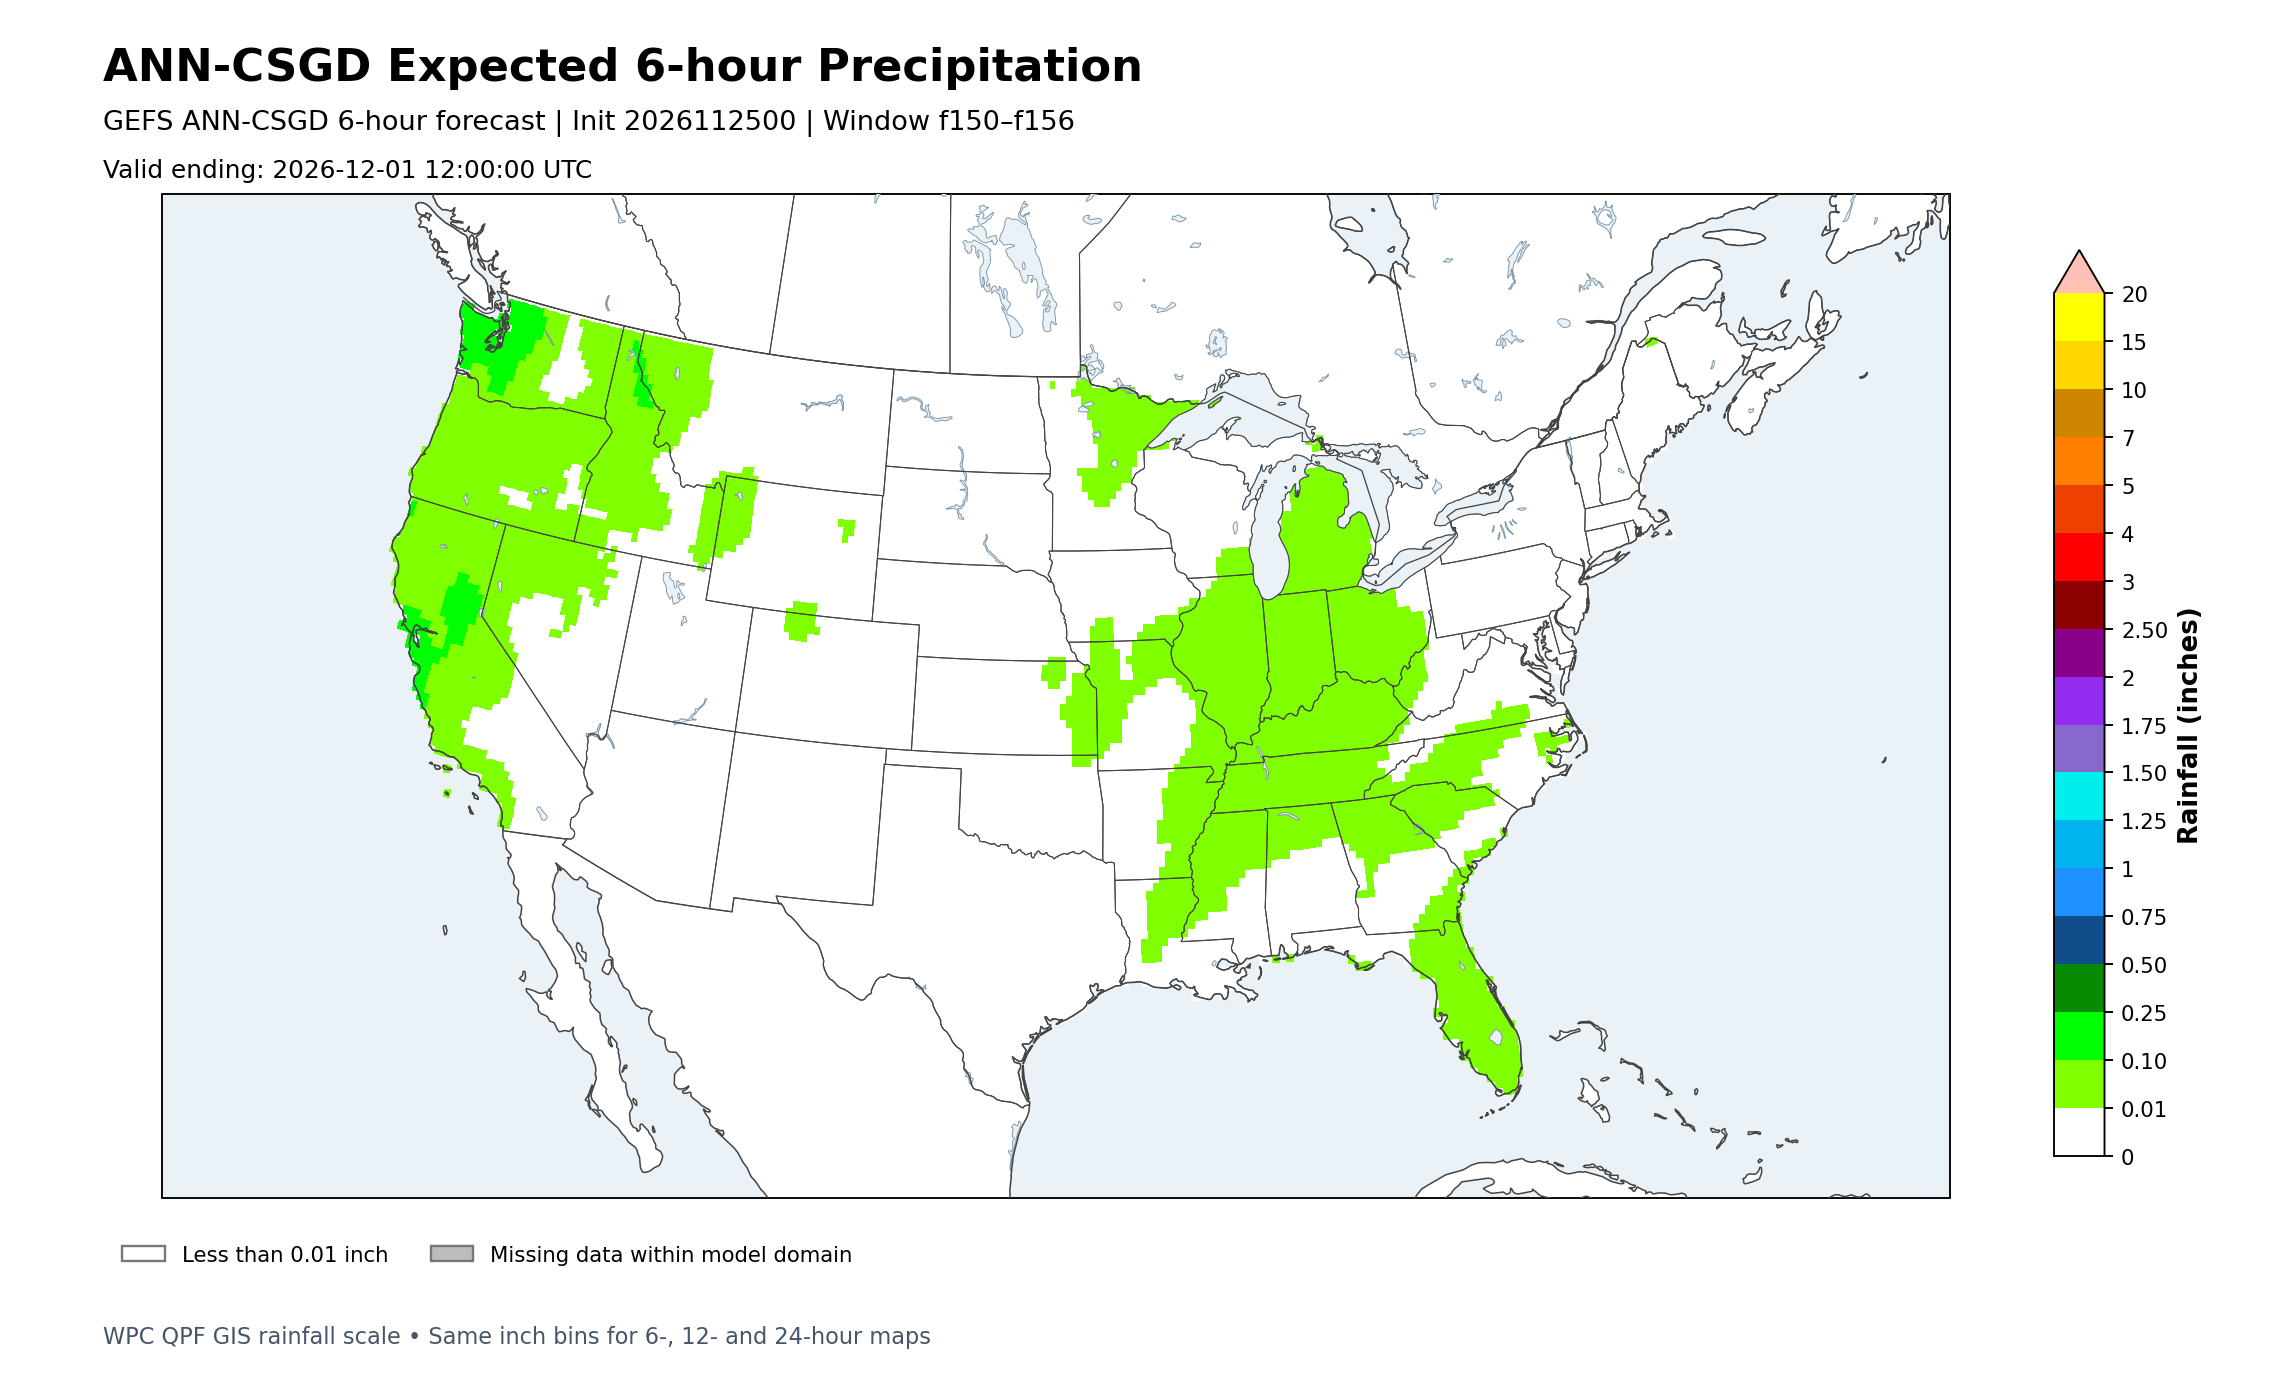 ANN-CSGD Expected 6-hour Precipitation
GEFS ANN-CSGD 6-hour forecast | Init 2026112500 | Window f150–f156
Valid ending: 2026-12-01 12:00:00 UTC
20
15
10
7
5
4
3
2.50
2
1.75
1.50
1.25
1
0.75
0.50
0.25
0.10
0.01
0
Rainfall (inches)
Less than 0.01 inch
Missing data within model domain
WPC QPF GIS rainfall scale • Same inch bins for 6-, 12- and 24-hour maps